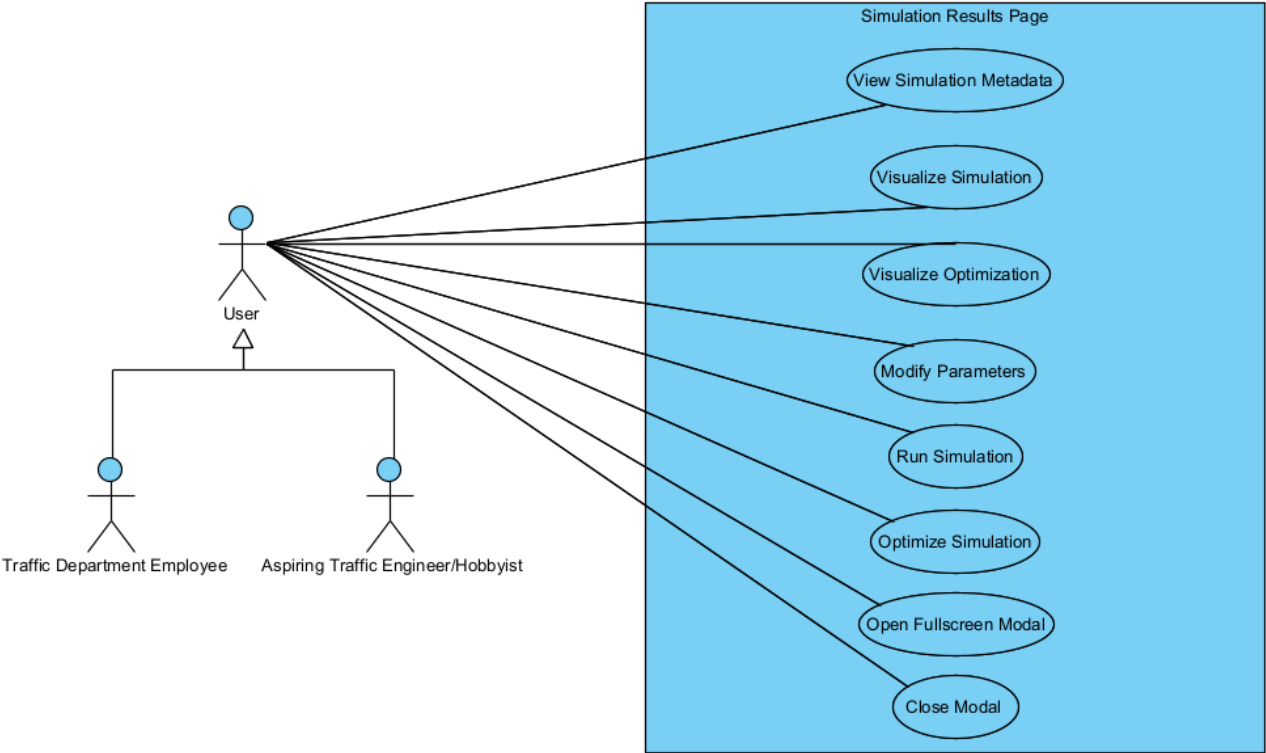 Simulation Results Page
View Simulation Metadada
Visualize Simulation
Visualize Optimization
User
Modify Parameters
Run Simulation
Optimize Simulation
Traffic Department Employee
Aspiring Traffic Engineer/Hobbyist
Open Fullscreen Modal
Close Modal